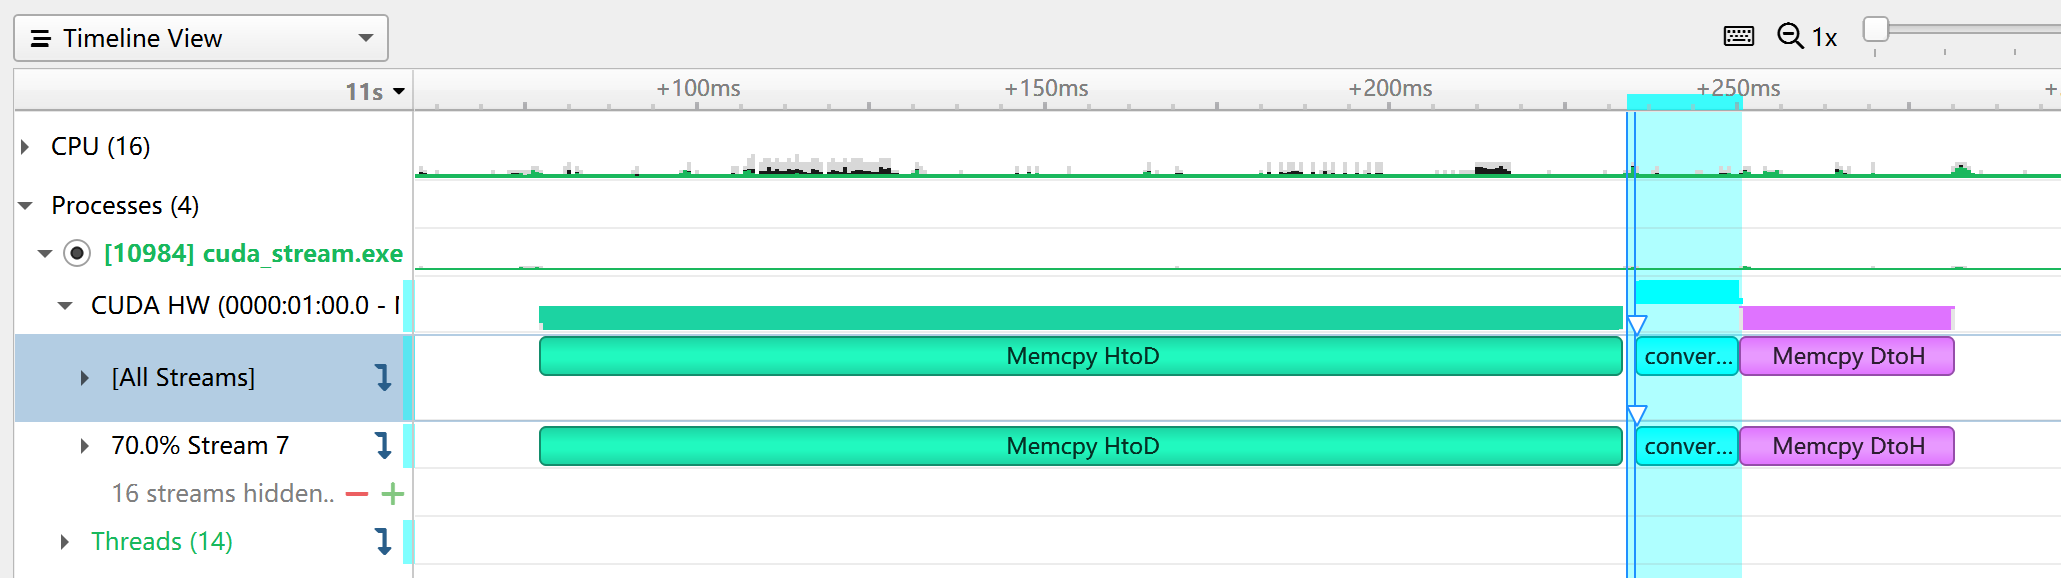 Timeline View
1x
11s
+100ms
+150ms
+200ms
+250ms
CPU (16)
Processes (4)
[10984] cuda_stream.exe
CUDA HW (0000:01:00.0 -
[All Streams]
Memcpy HtoD
conver...
Memcpy DtoH
70.0% Stream 7
Memcpy HtoD
conver...
Memcpy DtoH
16 streams hidden..
Threads (14)